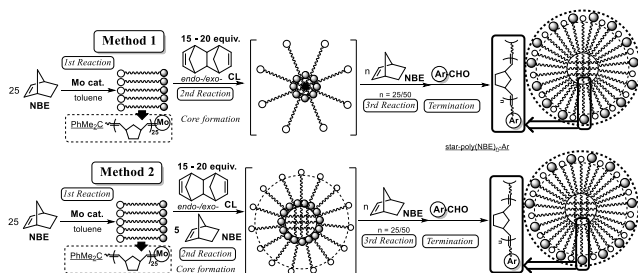 Method 1
1st Reaction
25
NBE
Mo cat.
toluene
PhMe2C
25
Mo
15 - 20 equiv.
endo-/exo- CL
2nd Reaction
Core formation
n
NBE
n = 25/50
3rd Reaction
Ar CHO
Termination
Ar
star-poly(NBE)n-Ar
Method 2
1st Reaction
25
NBE
Mo cat.
toluene
PhMe2C
25
Mo
15 - 20 equiv.
endo-/exo- CL
5
NBE
2nd Reaction
Core formation
n
NBE
n = 25/50
3rd Reaction
Ar CHO
Termination
Ar